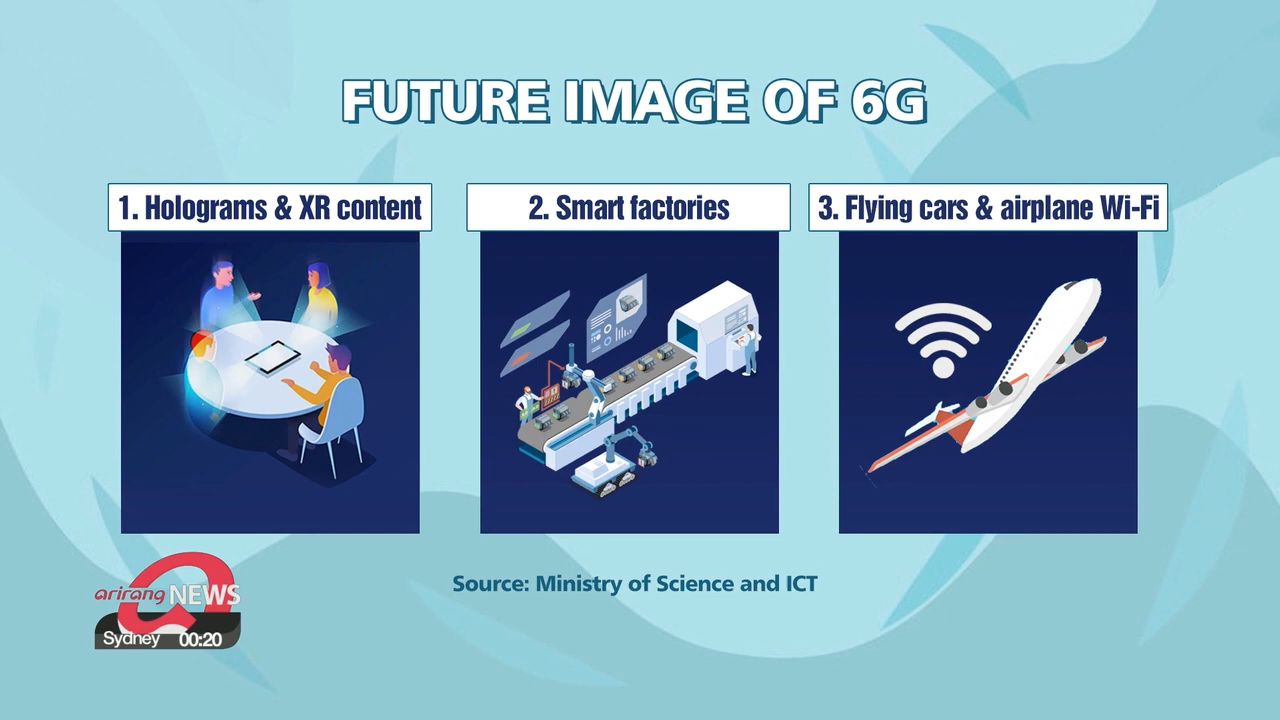 FUTURE IMAGE OF 6G
1. Holograms & XR content
2. Smart factories
3. Flying cars & airplane Wi-Fi
Source: Ministry of Science and ICT
arirang NEWS
Sydney 00:20